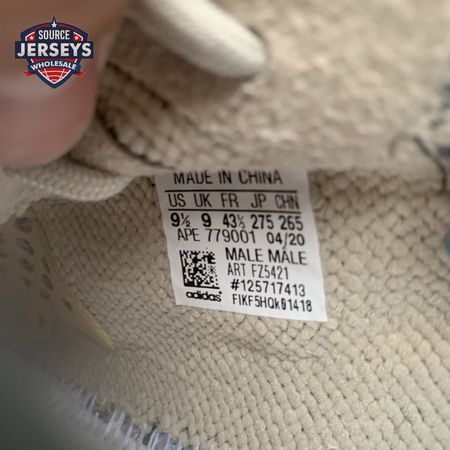 SOURCE
JERSEYS
WHOLESALE
MADE IN CHINA
US UK FR JP CHN
9½ 9 43⅓ 275 265
APE 779001 04/20
MALE MÂLE
ART FZ5421
#125717413
adidas
FIKF5HQk01418